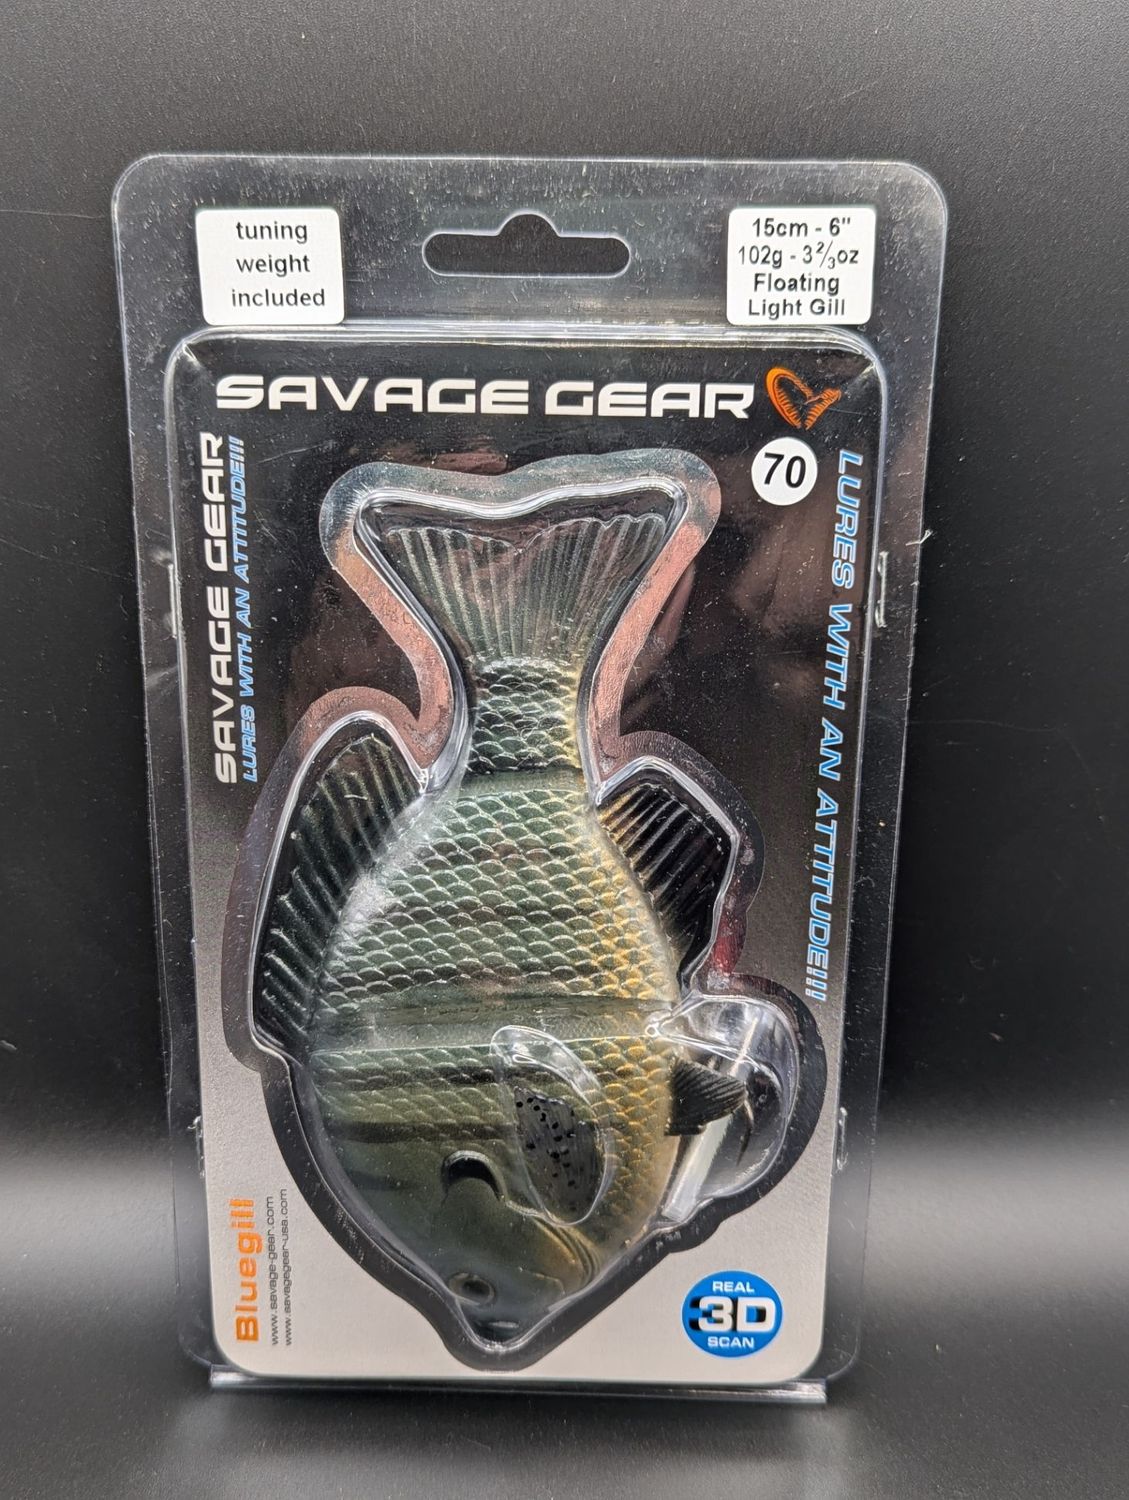 tuning
weight
included
15cm - 6"
102g - 3⅔oz
Floating
Light Gill
SAVAGE GEAR
70
SAVAGE GEAR
LURES WITH AN ATTITUDE!!!
LURES WITH AN ATTITUDE!!!
Bluegill
www.savage-gear.com
www.savagegear-usa.com
REAL
3D
SCAN